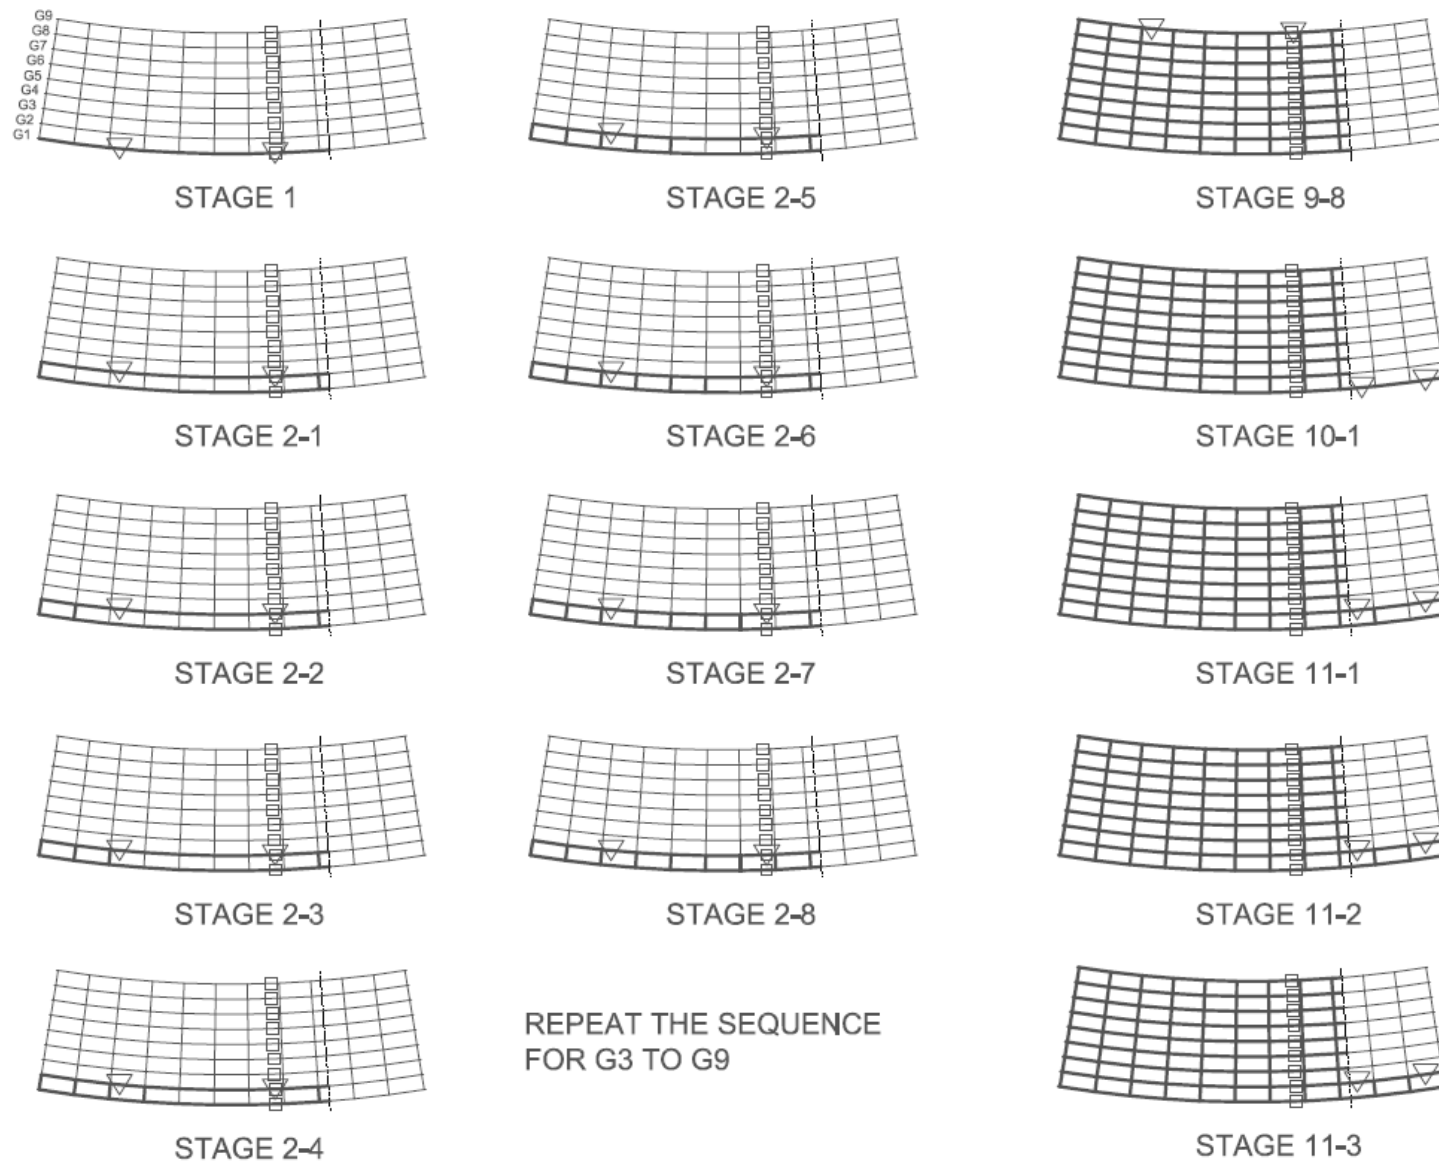 G9
G8
G7
G6
G5
G4
G3
G2
G1
STAGE 1
STAGE 2-5
STAGE 9-8
STAGE 2-1
STAGE 2-6
STAGE 10-1
STAGE 2-2
STAGE 2-7
STAGE 11-1
STAGE 2-3
STAGE 2-8
STAGE 11-2
STAGE 2-4
REPEAT THE SEQUENCE
FOR G3 TO G9
STAGE 11-3